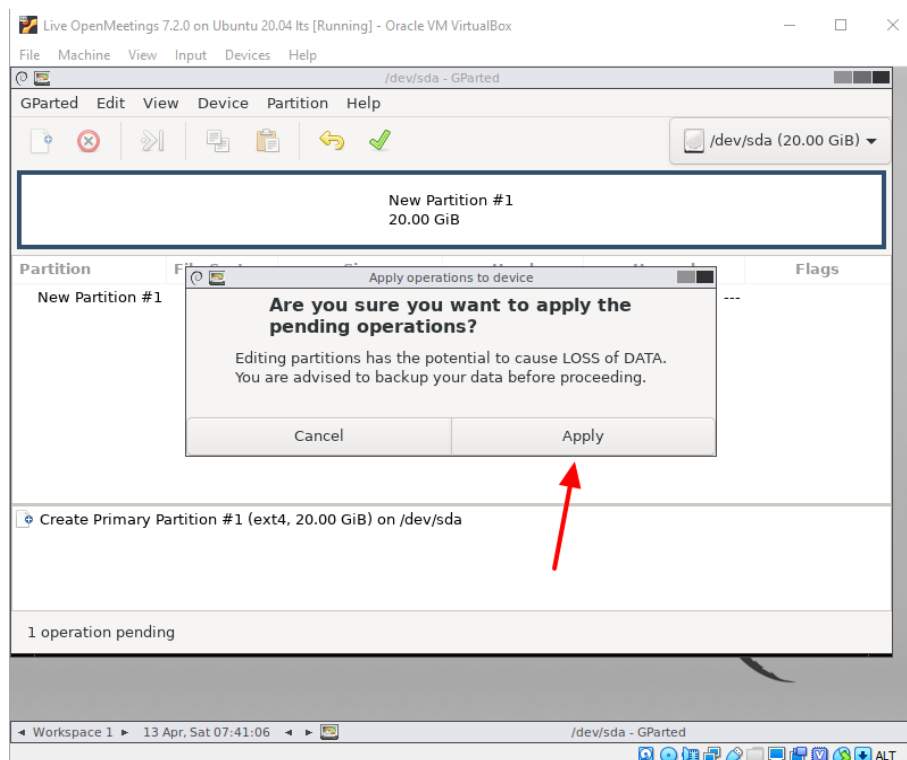 Live OpenMeetings 7.2.0 on Ubuntu 20.04 lts [Running] - Oracle VM VirtualBox
File Machine View Input Devices Help
/dev/sda - GParted
GParted Edit View Device Partition Help
/dev/sda (20.00 GiB)
New Partition #1
20.00 GiB
Partition Flags
New Partition #1 ---
Apply operations to device
Are you sure you want to apply the
pending operations?
Editing partitions has the potential to cause LOSS of DATA.
You are advised to backup your data before proceeding.
Cancel Apply
Create Primary Partition #1 (ext4, 20.00 GiB) on /dev/sda
1 operation pending
Workspace 1 13 Apr, Sat 07:41:06 /dev/sda - GParted
ALT